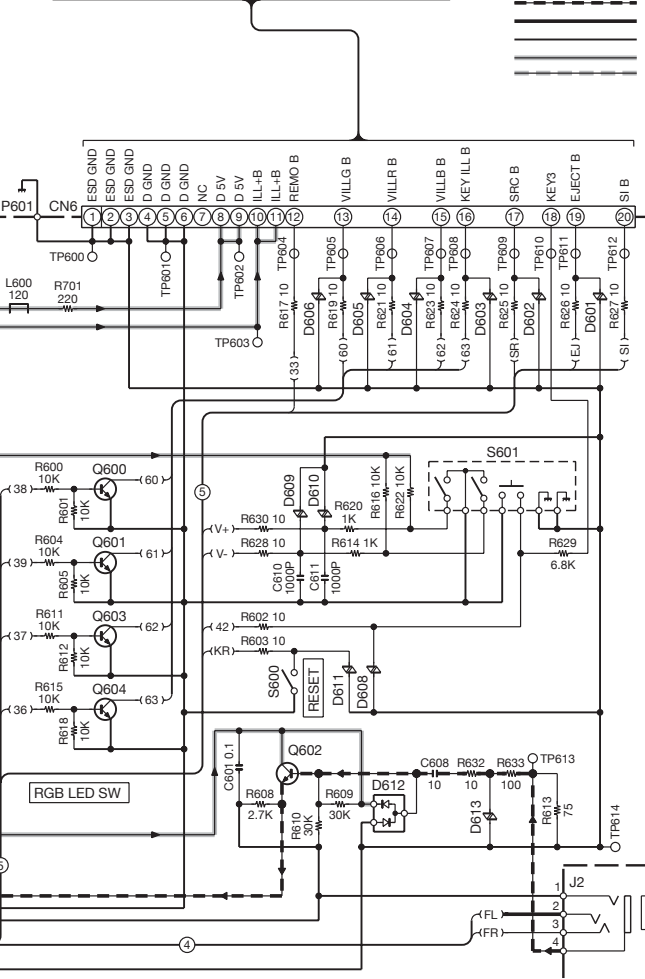 ESD GND
ESD GND
ESD GND
D GND
D GND
D GND
NC
D 5V
D 5V
ILL+B
ILL+B
REMO B
VILLG B
VILLR B
VILLB B
KEY ILL B
SRC B
KEY3
EJECT B
SI B
P601
CN6
1 2 3 4 5 6 7 8 9 10 11 12 13 14 15 16 17 18 19 20
TP600
TP601
TP602
TP603
TP604
TP605
TP606
TP607
TP608
TP609
TP610
TP611
TP612
L600
120
R701
220
R617 10
D606
R619 10
D605
R621 10
D604
R623 10
R624 10
D603
R625 10
D602
R626 10
D601
R627 10
33
60
61
62
63
SR
EJ
SI
R600
10K
Q600
38
60
R601
10K
R604
10K
Q601
39
61
R605
10K
R611
10K
Q603
37
62
R612
10K
R615
10K
Q604
36
63
R618
10K
RGB LED SW
5
D609
D610
R620
1K
R616 10K
R622 10K
S601
V+
R630 10
V-
R628 10
R614 1K
C610
1000P
C611
1000P
R629
6.8K
42
R602 10
KR
R603 10
S600
RESET
D611
D608
Q602
C601 0.1
R608
2.7K
R610
30K
R609
30K
D612
C608
10
R632
10
R633
100
TP613
D613
R613
75
TP614
J2
1
2
3
4
FL
FR
4